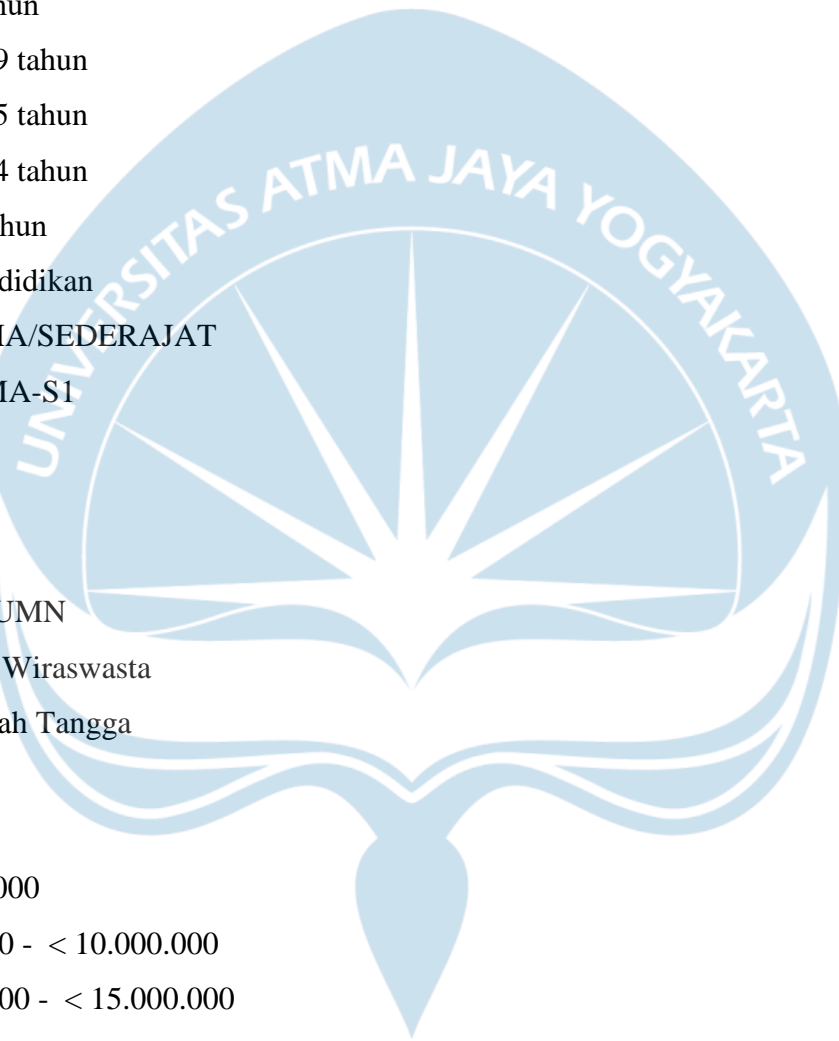 hun
9 tahun
5 tahun
4 tahun
hun
didikan
IA/SEDERAJAT
MA-S1
UMN
Wiraswasta
ah Tangga
000
0 - < 10.000.000
00 - < 15.000.000
UNIVERSITAS ATMA JAYA YOGYAKARTA